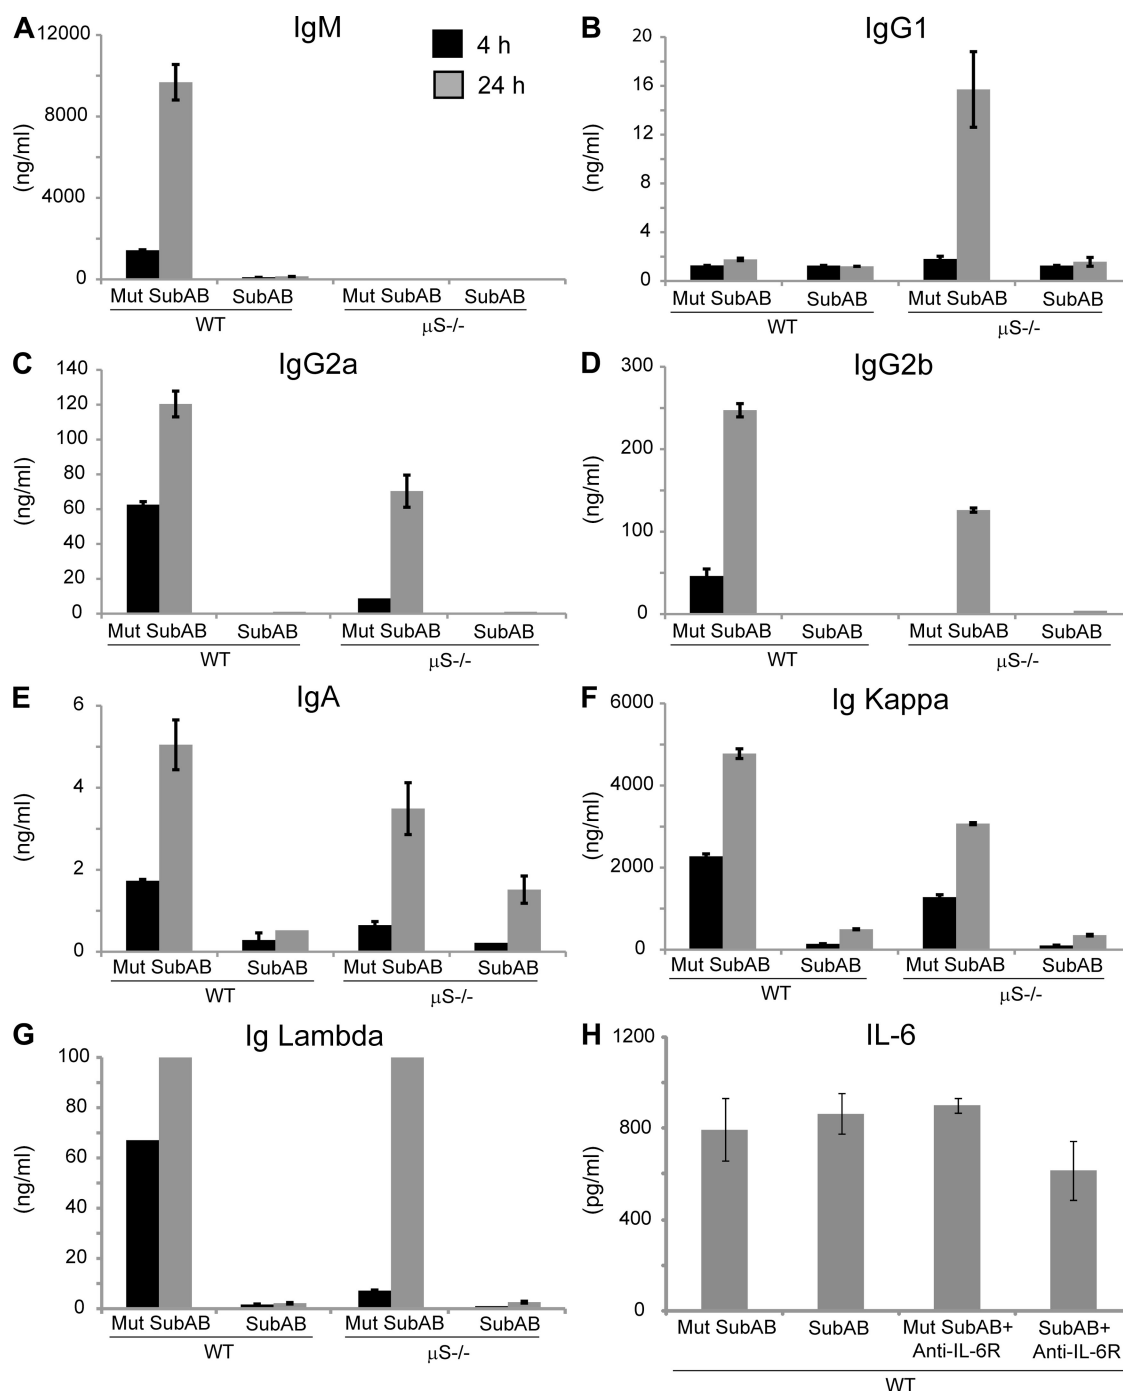 A
IgM
12000
8000
4000
0
(ng/ml)
4 h
24 h
Mut SubAB SubAB Mut SubAB SubAB
WT μS-/-
B
IgG1
20
16
12
8
4
0
(ng/ml)
Mut SubAB SubAB Mut SubAB SubAB
WT μS-/-
C
IgG2a
140
120
100
80
60
40
20
0
(ng/ml)
Mut SubAB SubAB Mut SubAB SubAB
WT μS-/-
D
IgG2b
300
200
100
0
(ng/ml)
Mut SubAB SubAB Mut SubAB SubAB
WT μS-/-
E
IgA
6
4
2
0
(ng/ml)
Mut SubAB SubAB Mut SubAB SubAB
WT μS-/-
F
Ig Kappa
6000
4000
2000
0
(ng/ml)
Mut SubAB SubAB Mut SubAB SubAB
WT μS-/-
G
Ig Lambda
100
80
60
40
20
0
(ng/ml)
Mut SubAB SubAB Mut SubAB SubAB
WT μS-/-
H
IL-6
1200
800
400
0
(pg/ml)
Mut SubAB SubAB Mut SubAB+ SubAB+
Anti-IL-6R Anti-IL-6R
WT